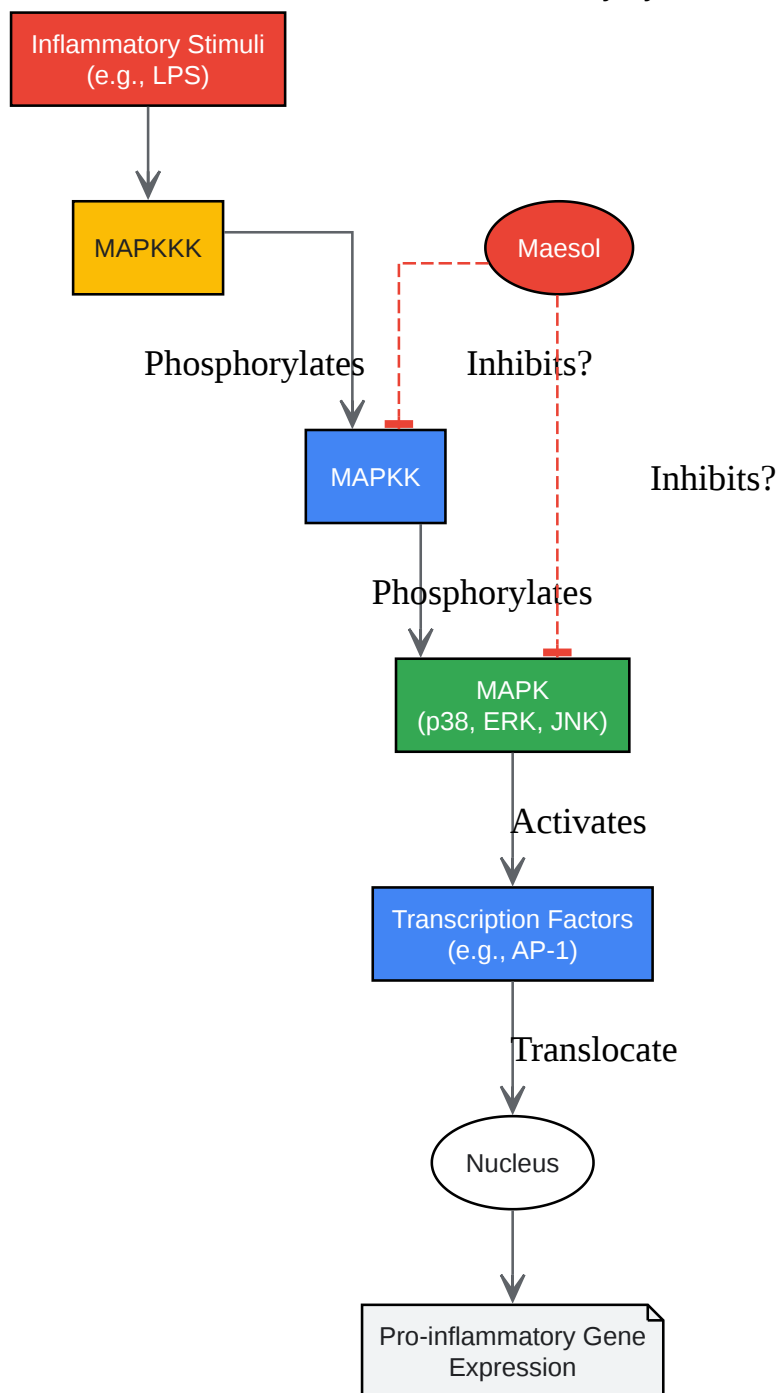 Inflammatory Stimuli
(e.g., LPS)
MAPKKK
Maesol
Phosphorylates
Inhibits?
MAPKK
Inhibits?
Phosphorylates
MAPK
(p38, ERK, JNK)
Activates
Transcription Factors
(e.g., AP-1)
Translocate
Nucleus
Pro-inflammatory Gene
Expression